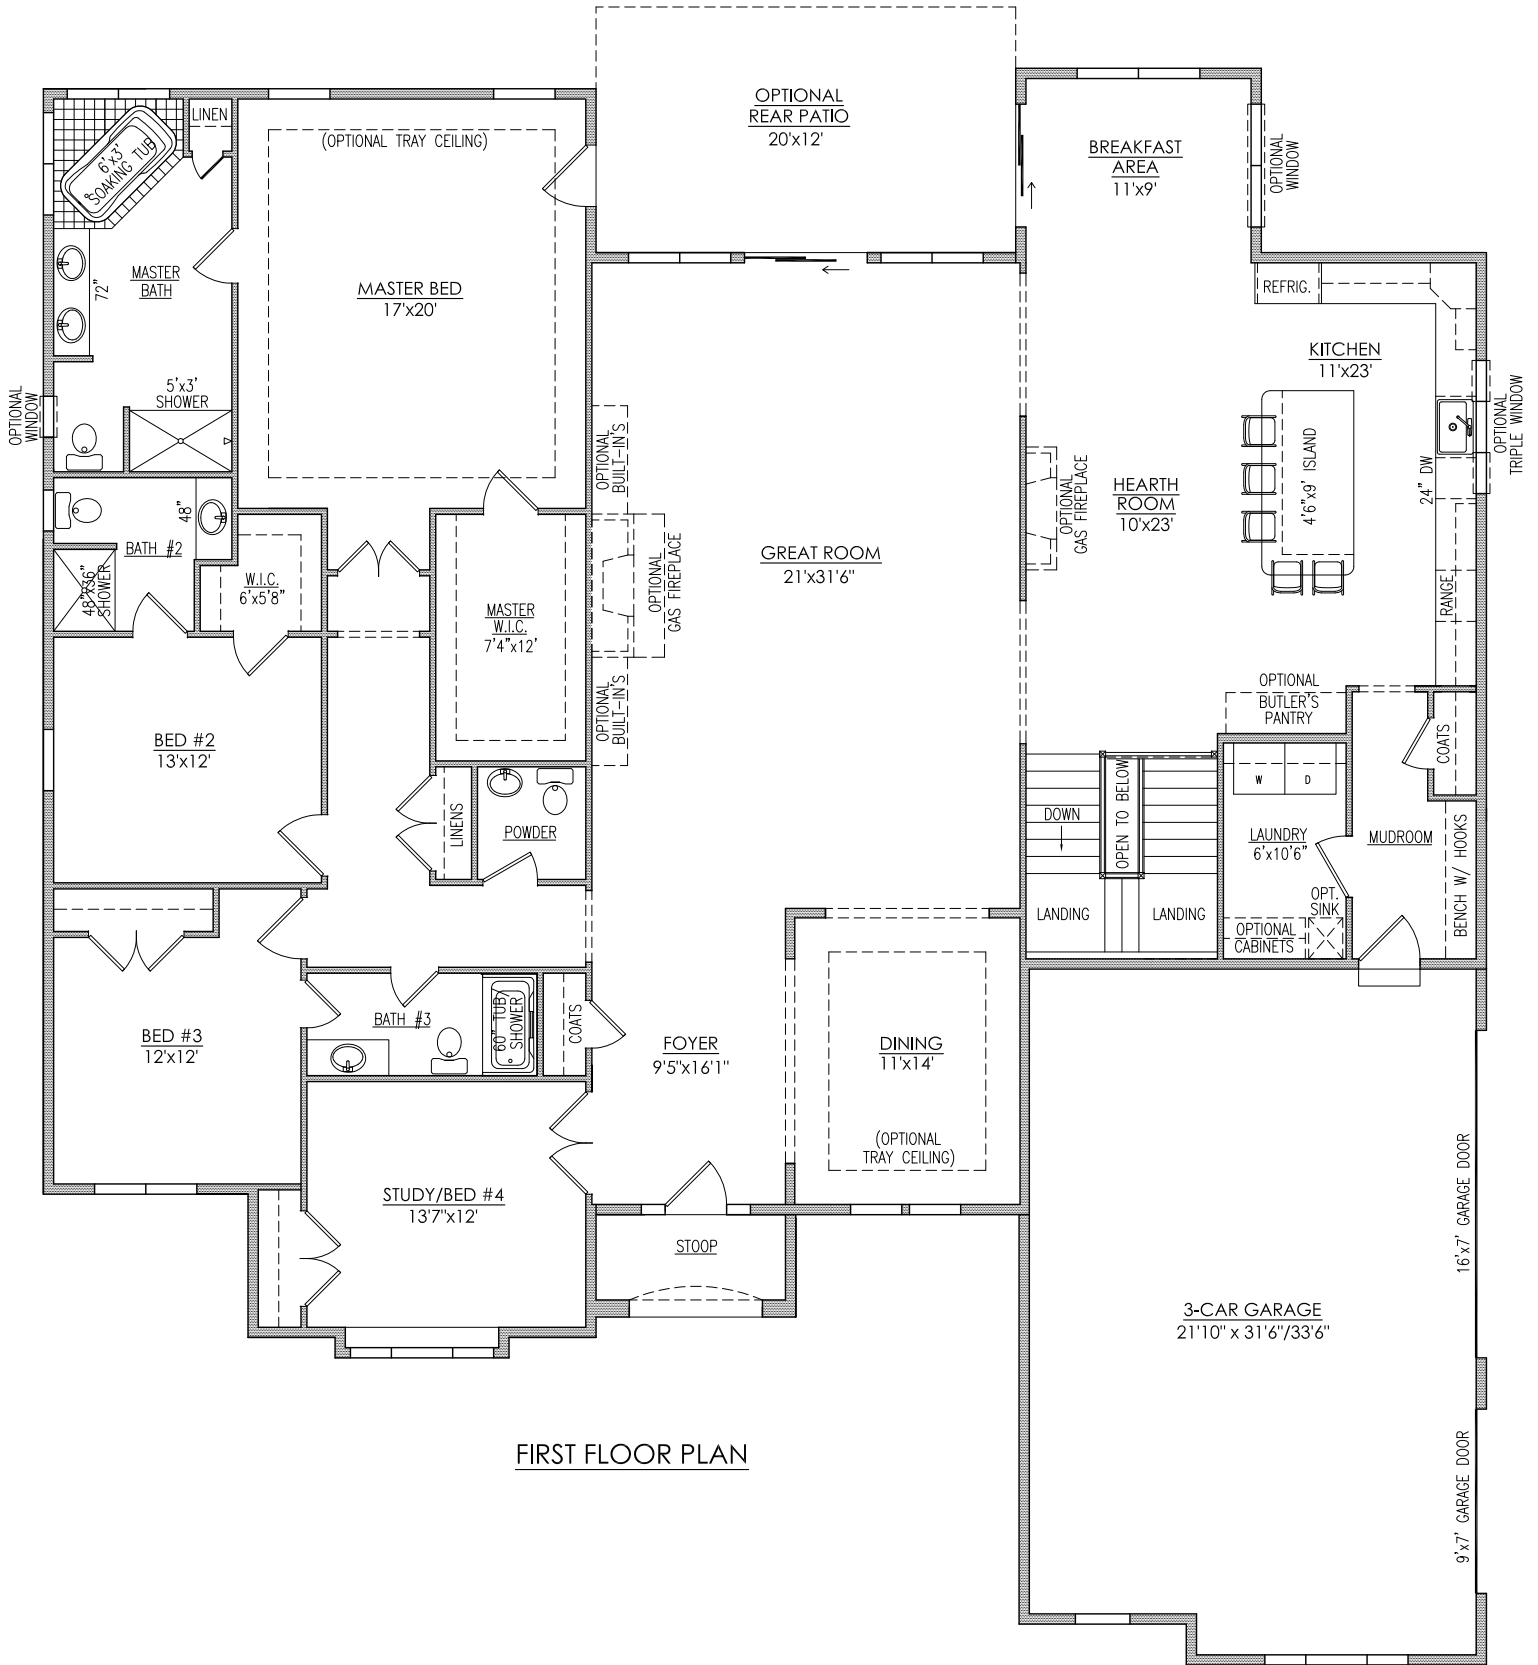 OPTIONAL
REAR PATIO
20'x12'
LINEN
(OPTIONAL TRAY CEILING)
6'x3'
SOAKING TUB
BREAKFAST
AREA
11'x9'
OPTIONAL
WINDOW
MASTER
BATH
72"
MASTER BED
17'x20'
REFRIG.
KITCHEN
11'x23'
5'x3'
SHOWER
OPTIONAL
WINDOW
OPTIONAL
BUILT-IN'S
OPTIONAL
GAS FIREPLACE
HEARTH
ROOM
10'x23'
4'6"x9' ISLAND
24" DW
OPTIONAL
TRIPLE WINDOW
48"
BATH #2
48"x36"
SHOWER
W.I.C.
6'x5'8"
MASTER
W.I.C.
7'4"x12'
OPTIONAL
GAS FIREPLACE
GREAT ROOM
21'x31'6"
RANGE
OPTIONAL
BUILT-IN'S
OPTIONAL
BUTLER'S
PANTRY
BED #2
13'x12'
COATS
W
D
LINENS
POWDER
DOWN
OPEN TO BELOW
LAUNDRY
6'x10'6"
MUDROOM
BENCH W/ HOOKS
OPT.
SINK
LANDING
LANDING
OPTIONAL
CABINETS
BED #3
12'x12'
BATH #3
60" TUB/
SHOWER
COATS
FOYER
9'5"x16'1"
DINING
11'x14'
(OPTIONAL
TRAY CEILING)
STUDY/BED #4
13'7"x12'
STOOP
16'x7' GARAGE DOOR
3-CAR GARAGE
21'10" x 31'6"/33'6"
9'x7' GARAGE DOOR
FIRST FLOOR PLAN